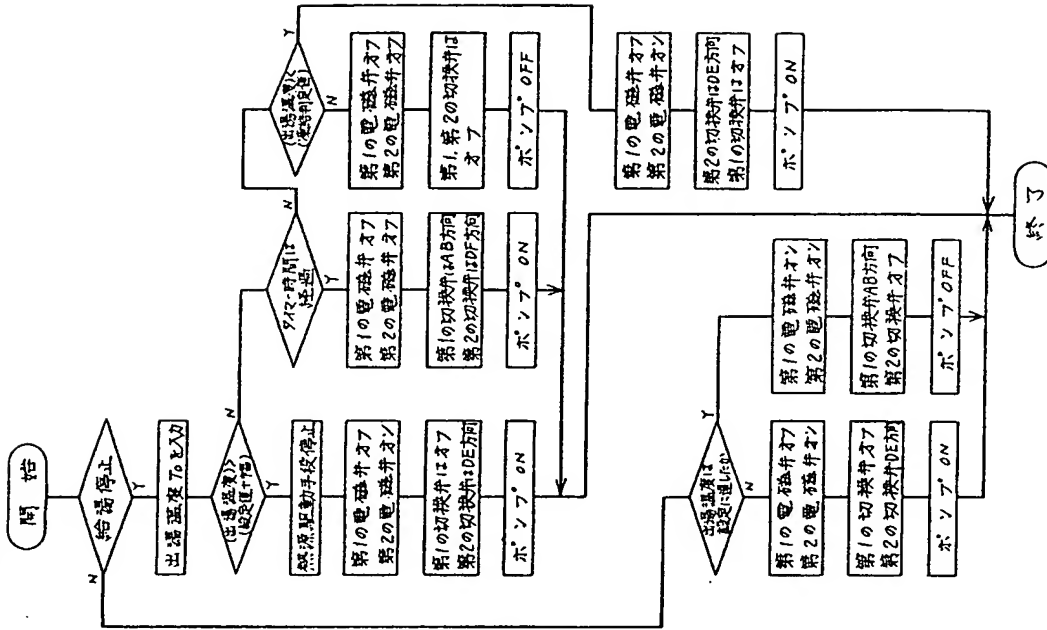 開始
給湯停止
N
Y
出湯温度Toを入力
(出湯温度)>
(設定値+幅)
N
Y
熱源駆動手段停止
第1の電磁弁オフ
第2の電磁弁オン
第1の切換弁はオフ
第2の切換弁はDE方向
ポンプON
タイマー時間は
経過
N
Y
第1の電磁弁オフ
第2の電磁弁オフ
第1の切換弁はAB方向
第2の切換弁はDF方向
ポンプON
(出湯温度)<
(凍結判定値)
Y
N
第1の電磁弁オフ
第2の電磁弁オフ
第1.第2の切換弁は
オフ
ポンプOFF
第1の電磁弁オフ
第2の電磁弁オン
第2の切換弁はDE方向
第1の切換弁はオフ
ポンプON
出湯温度は
設定に達したか
Y
N
第1の電磁弁オフ
第2の電磁弁オン
第1の切換弁オフ
第2の切換弁DE方向
ポンプON
第1の電磁弁オン
第2の電磁弁オン
第1の切換弁AB方向
第2の切換弁オフ
ポンプOFF
終了